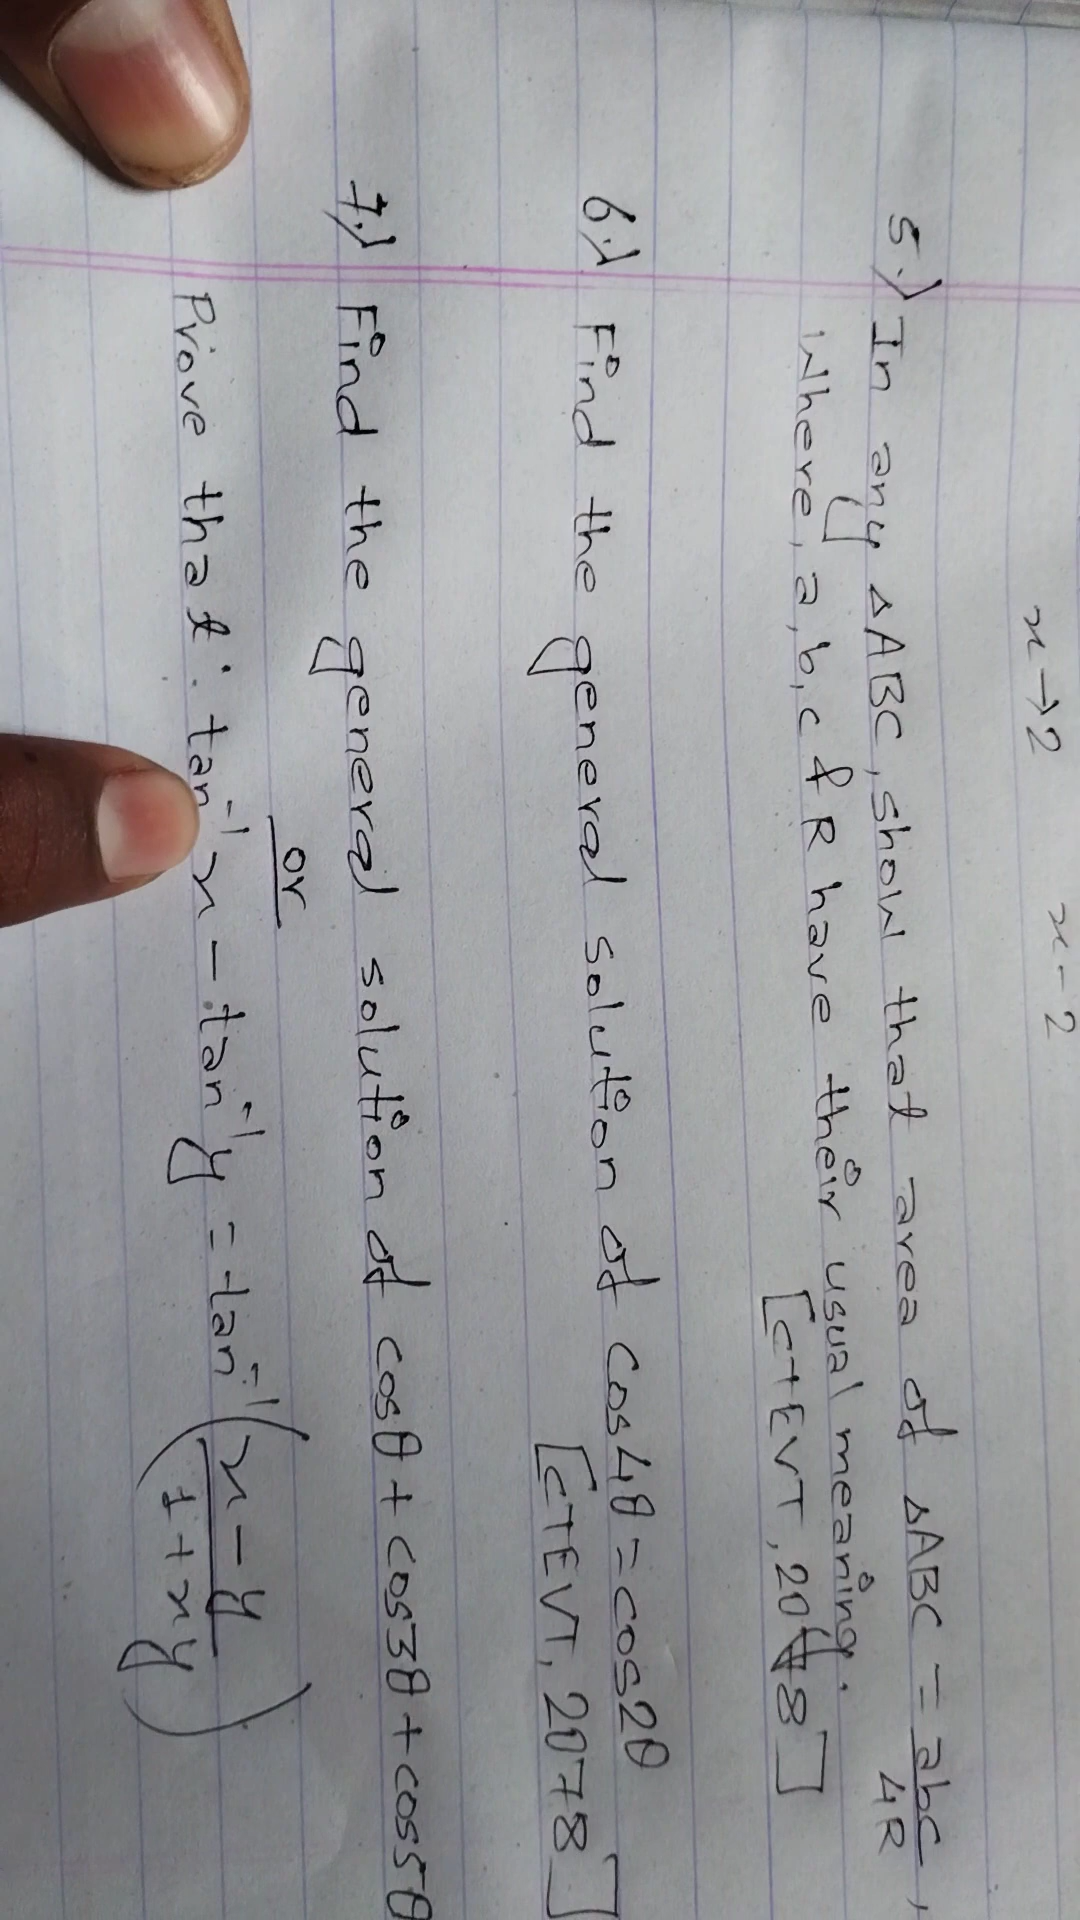 x→2    x-2
5.) In any △ABC, show that area of △ABC = abc/4R,
where, a, b, c & R have their usual meaning.
[CTEVT, 2078]
6.) Find the general solution of cos4θ = cos2θ
[CTEVT, 2078]
7.) Find the general solution of cosθ + cos3θ + cos5θ
or
Prove that: tan⁻¹x - tan⁻¹y = tan⁻¹(x-y/1+xy)